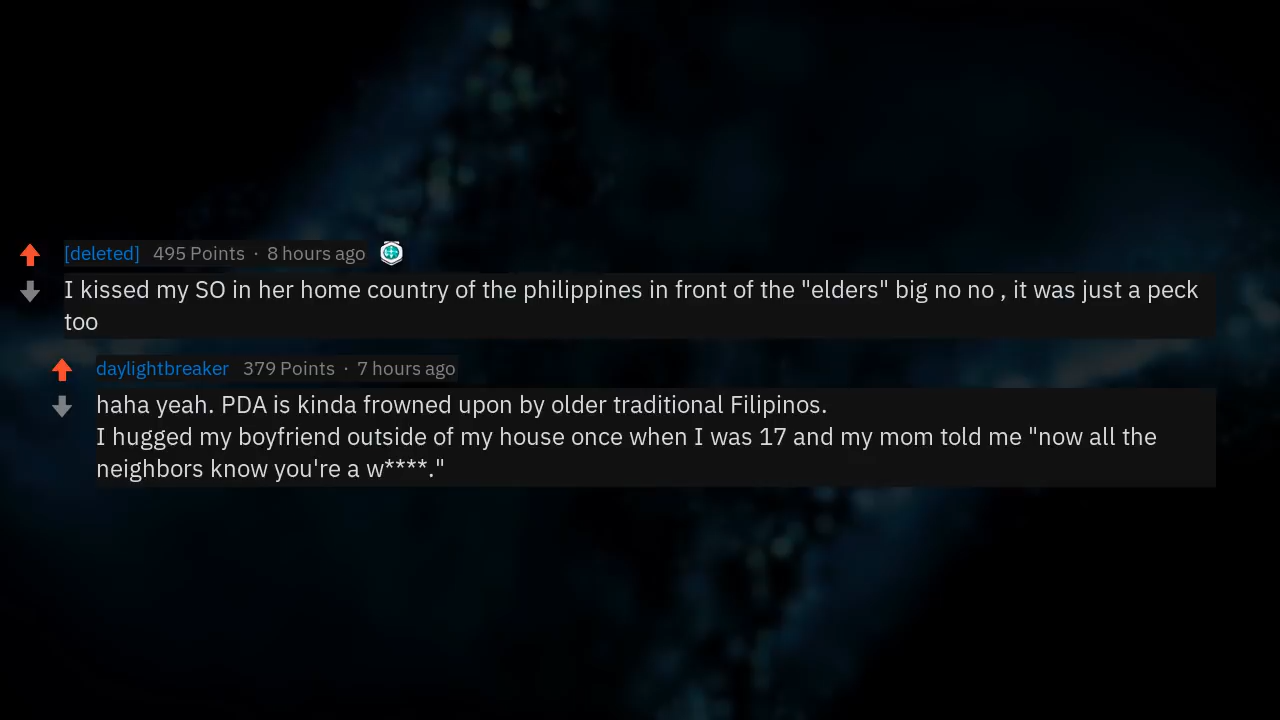 [deleted] 495 Points · 8 hours ago
I kissed my SO in her home country of the philippines in front of the "elders" big no no , it was just a peck
too
daylightbreaker 379 Points · 7 hours ago
haha yeah. PDA is kinda frowned upon by older traditional Filipinos.
I hugged my boyfriend outside of my house once when I was 17 and my mom told me "now all the
neighbors know you're a w****."